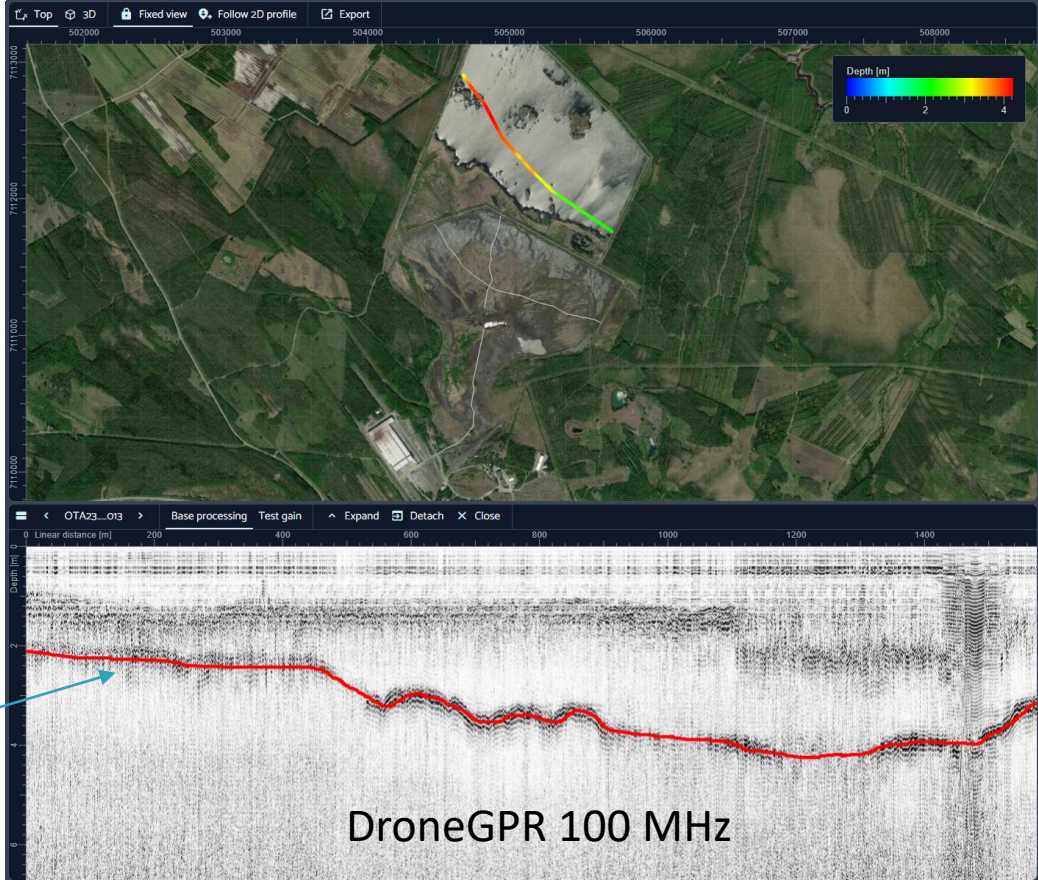 Top 3D Fixed view Follow 2D profile Export
502000 503000 504000 505000 506000 507000 508000
7113000
7112000
7111000
7110000
Depth [m]
0 2 4
OTA23__013 Base processing Test gain Expand Detach Close
0 Linear distance [m] 200 400 600 800 1000 1200 1400
0
Depth [m]
2
4
6
DroneGPR 100 MHz